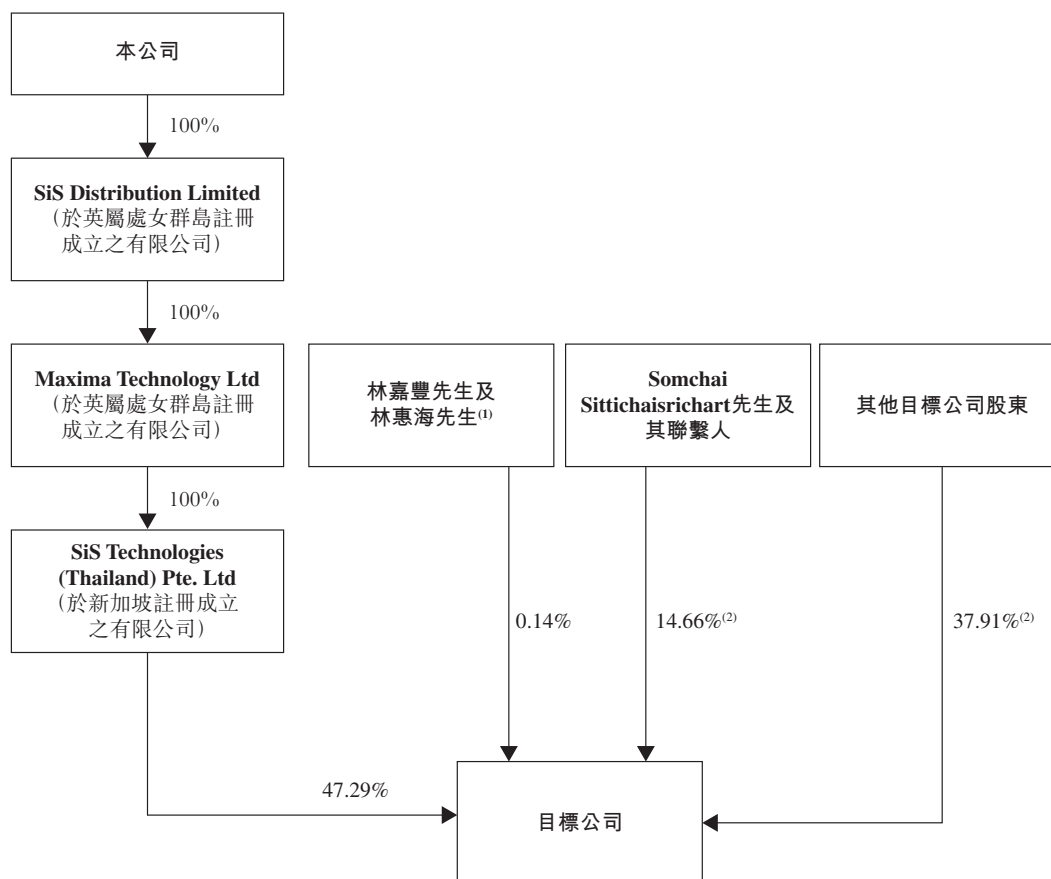 本公司
100%
SiS Distribution Limited
（於英屬處女群島註冊
成立之有限公司）
100%
Maxima Technology Ltd
（於英屬處女群島註冊
成立之有限公司）
林嘉豐先生及
林惠海先生(1)
Somchai
Sittichaisrichart先生及
其聯繫人
其他目標公司股東
100%
SiS Technologies
(Thailand) Pte. Ltd
（於新加坡註冊成立
之有限公司）
0.14%
14.66%(2)
37.91%(2)
47.29%
目標公司